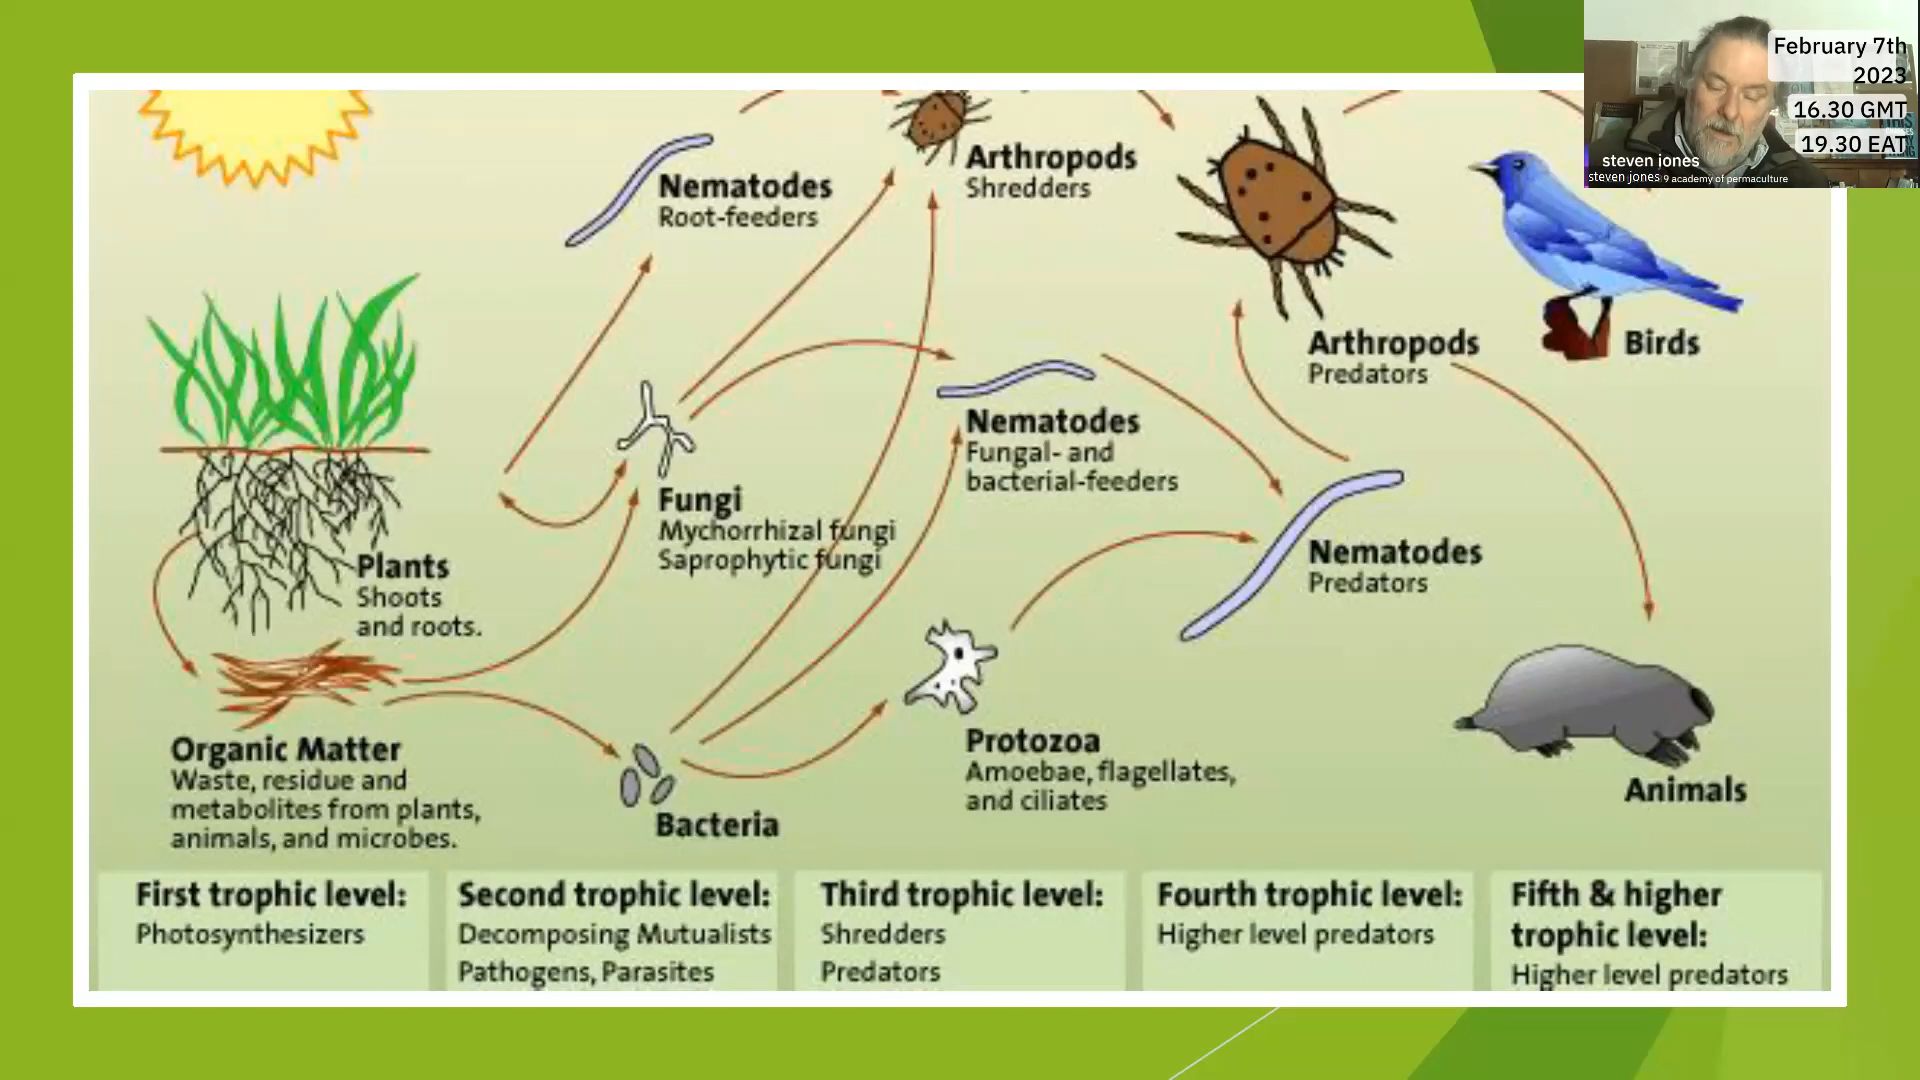 February 7th
2023
16.30 GMT
19.30 EAT
steven jones
steven jones 9 academy of permaculture
Nematodes
Root-feeders
Arthropods
Shredders
Arthropods
Predators
Birds
Nematodes
Fungal- and
bacterial-feeders
Fungi
Mychorrhizal fungi
Saprophytic fungi
Nematodes
Predators
Plants
Shoots
and roots.
Organic Matter
Waste, residue and
metabolites from plants,
animals, and microbes.
Bacteria
Protozoa
Amoebae, flagellates,
and ciliates
Animals
First trophic level:
Photosynthesizers
Second trophic level:
Decomposing Mutualists
Pathogens, Parasites
Third trophic level:
Shredders
Predators
Fourth trophic level:
Higher level predators
Fifth & higher
trophic level:
Higher level predators